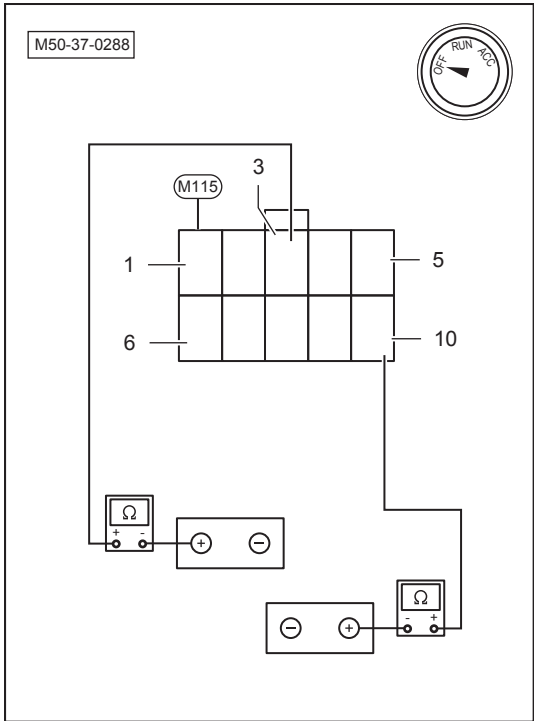 M50-37-0288
OFF RUN ACC
M115
3
1
5
6
10
Ω
+ -
+ -
Ω
- +
- +